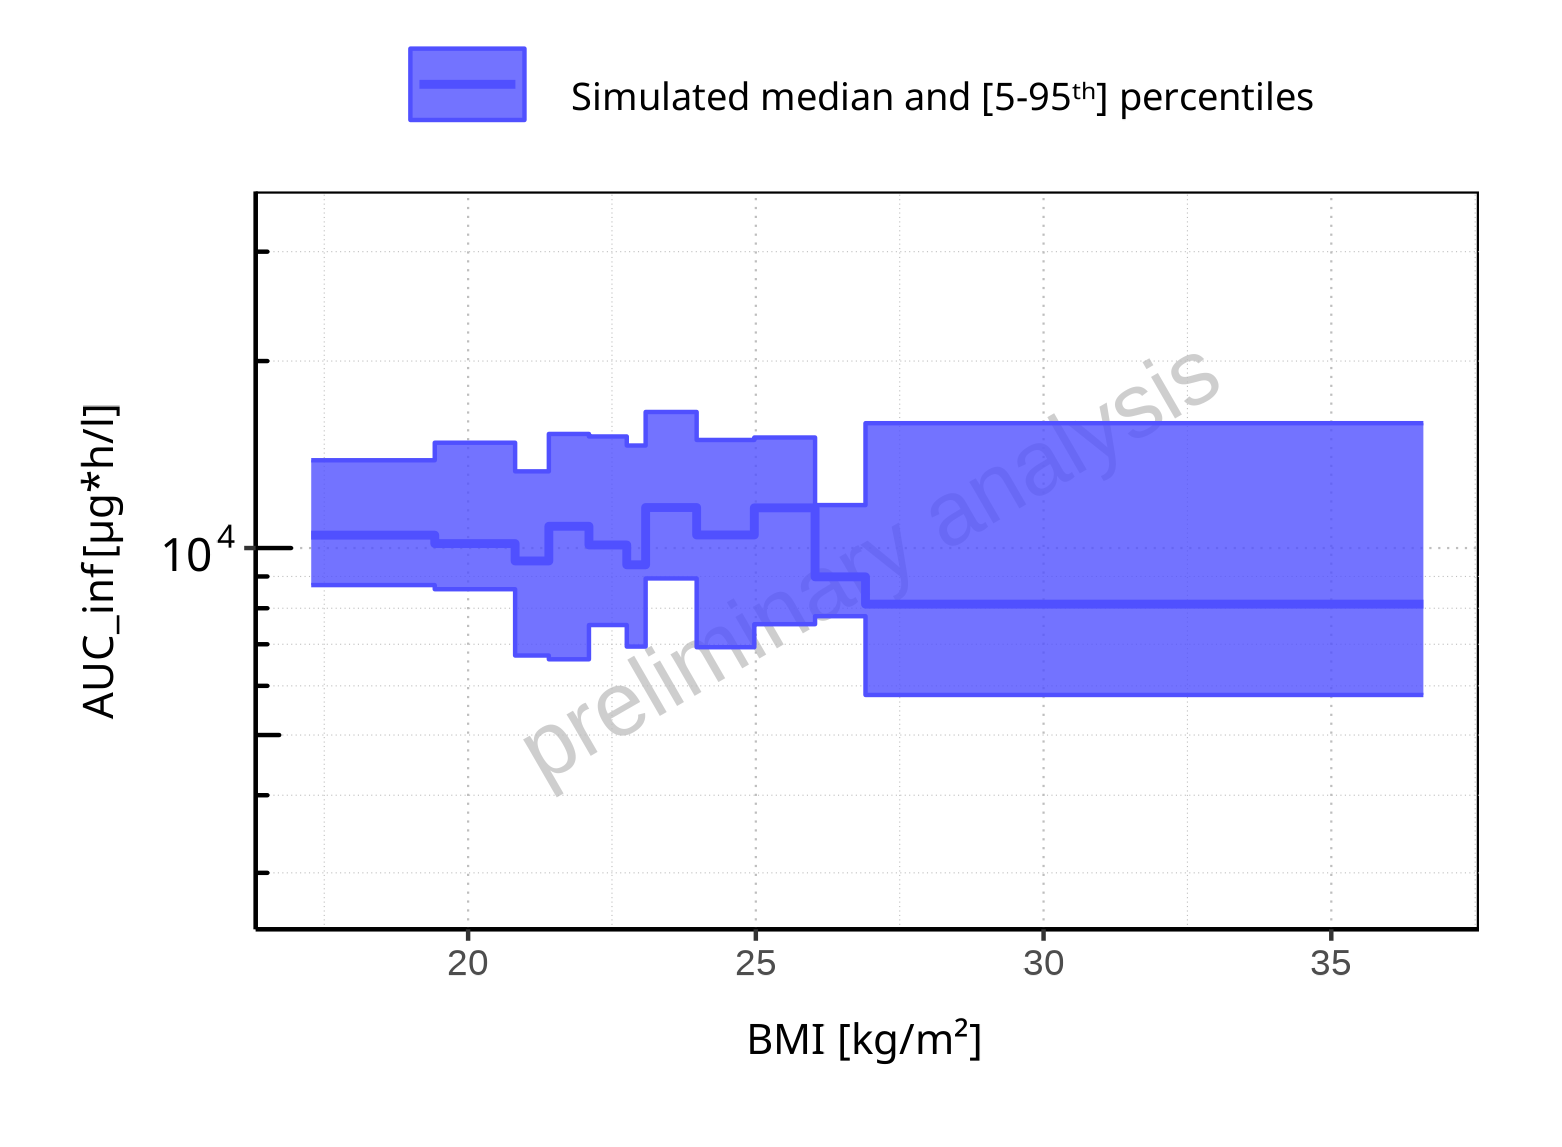 Simulated median and [5-95ᵗʰ] percentiles
AUC_inf[µg*h/l]
10⁴
preliminary analysis
20 25 30 35
BMI [kg/m²]